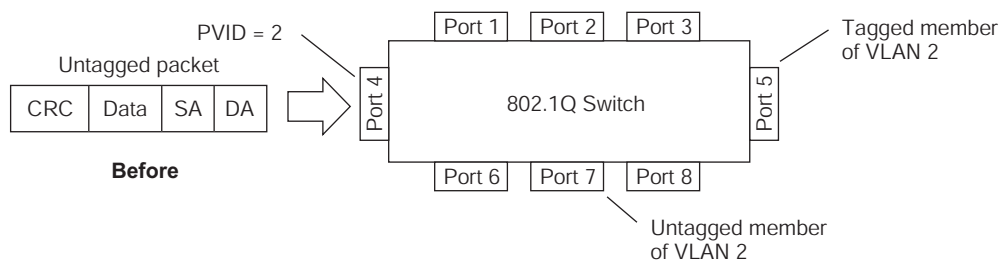 Port 1 Port 2 Port 3
PVID = 2
Tagged member
of VLAN 2
Untagged packet
CRC Data SA DA
Port 4
802.1Q Switch
Port 5
Before
Port 6 Port 7 Port 8
Untagged member
of VLAN 2